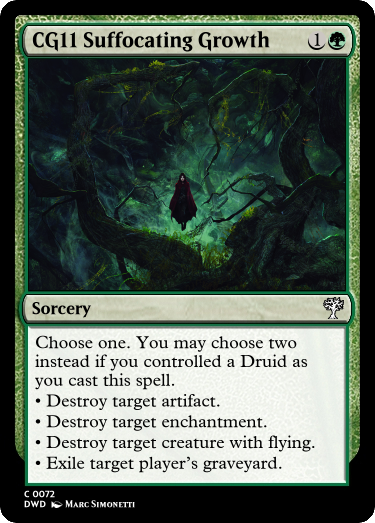 CG11 Suffocating Growth 1
Sorcery
Choose one. You may choose two
instead if you controlled a Druid as
you cast this spell.
• Destroy target artifact.
• Destroy target enchantment.
• Destroy target creature with flying.
• Exile target player's graveyard.
C 0072
DWD Marc Simonetti